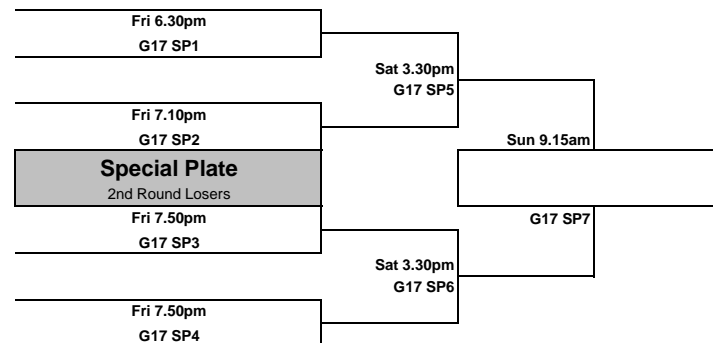 Fri 6.30pm
G17 SP1
Sat 3.30pm
G17 SP5
Fri 7.10pm
G17 SP2
Sun 9.15am
Special Plate
2nd Round Losers
Fri 7.50pm
G17 SP7
G17 SP3
Sat 3.30pm
G17 SP6
Fri 7.50pm
G17 SP4